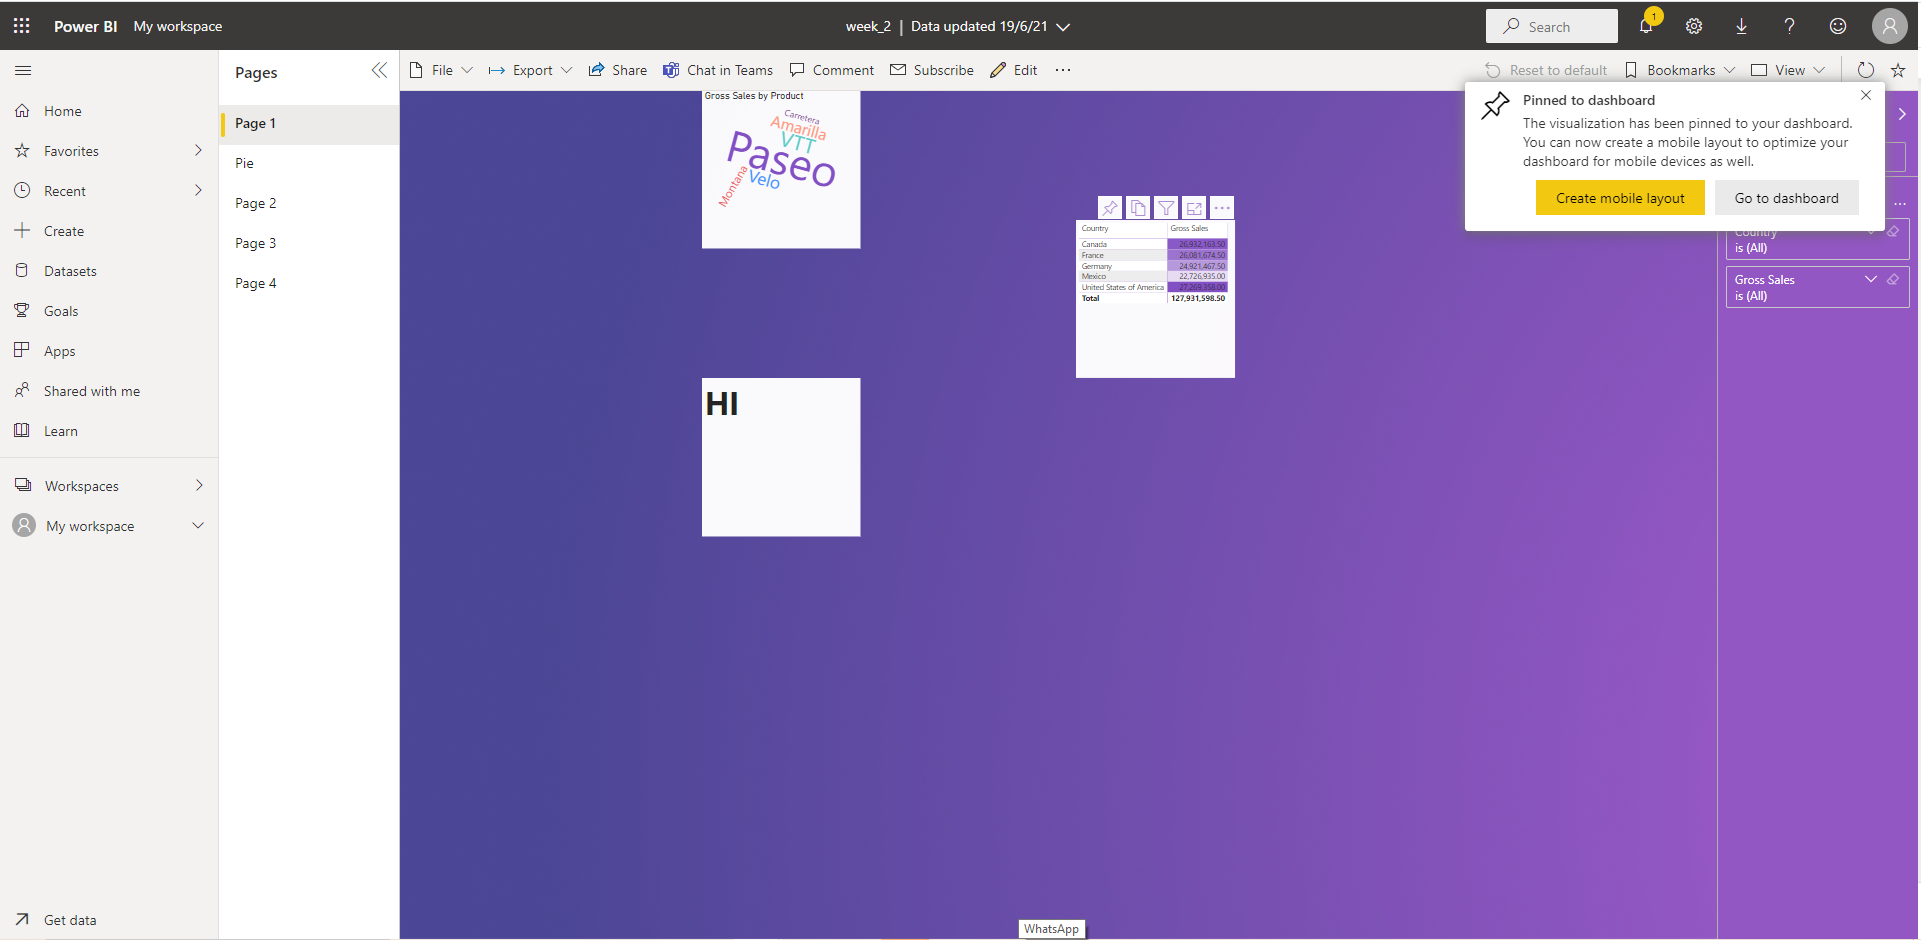 Power BI My workspace
week_2 | Data updated 19/6/21
Search
1
Home
Favorites
Recent
Create
Datasets
Goals
Apps
Shared with me
Learn
Workspaces
My workspace
Get data
Pages
Page 1
Pie
Page 2
Page 3
Page 4
File Export Share Chat in Teams Comment Subscribe Edit ...
Reset to default Bookmarks View
Gross Sales by Product
Carretera
Amarilla
VTT
Paseo
Velo
Montana
HI
Country Gross Sales
Canada 26,932,163.50
France 26,081,674.50
Germany 24,921,467.50
Mexico 22,726,935.00
United States of America 27,269,358.00
Total 127,931,598.50
Pinned to dashboard
The visualization has been pinned to your dashboard.
You can now create a mobile layout to optimize your
dashboard for mobile devices as well.
Create mobile layout Go to dashboard
Country
is (All)
Gross Sales
is (All)
WhatsApp